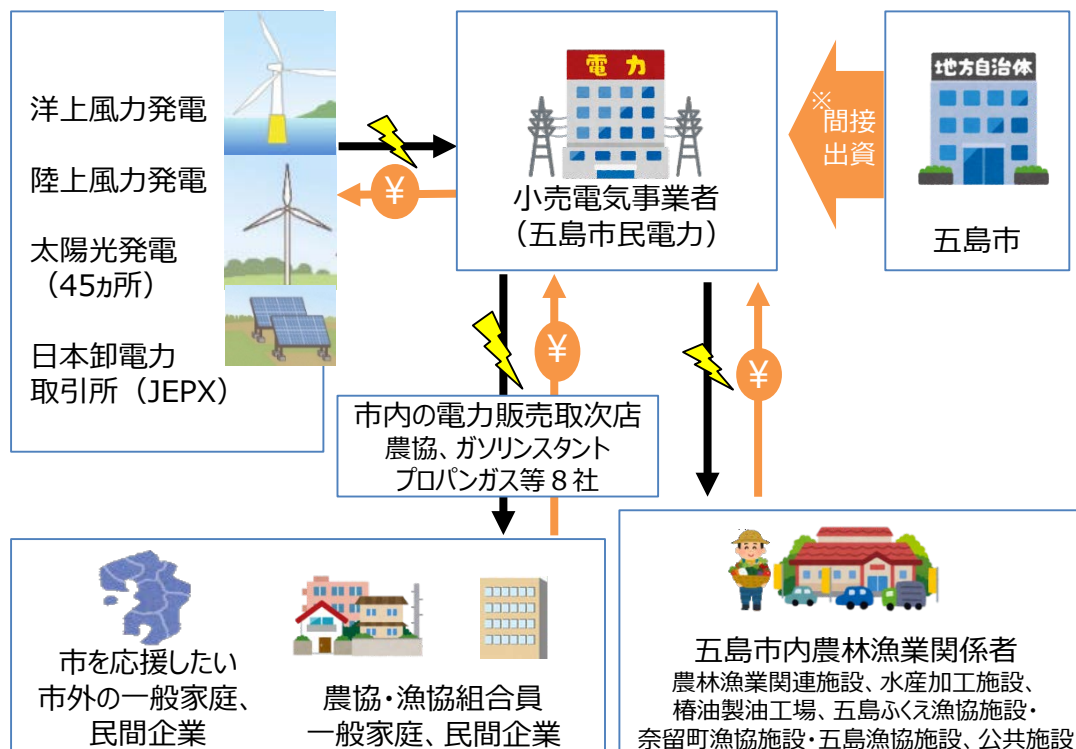 洋上風力発電
陸上風力発電
太陽光発電
（45ヵ所）
日本卸電力
取引所（JEPX）
¥
電力
小売電気事業者
（五島市民電力）
※
間接
出資
地方自治体
五島市
¥
¥
市内の電力販売取次店
農協、ガソリンスタント
プロパンガス等８社
市を応援したい
市外の一般家庭、
民間企業
農協・漁協組合員
一般家庭、民間企業
五島市内農林漁業関係者
農林漁業関連施設、水産加工施設、
椿油製油工場、五島ふくえ漁協施設・
奈留町漁協施設・五島漁協施設、公共施設